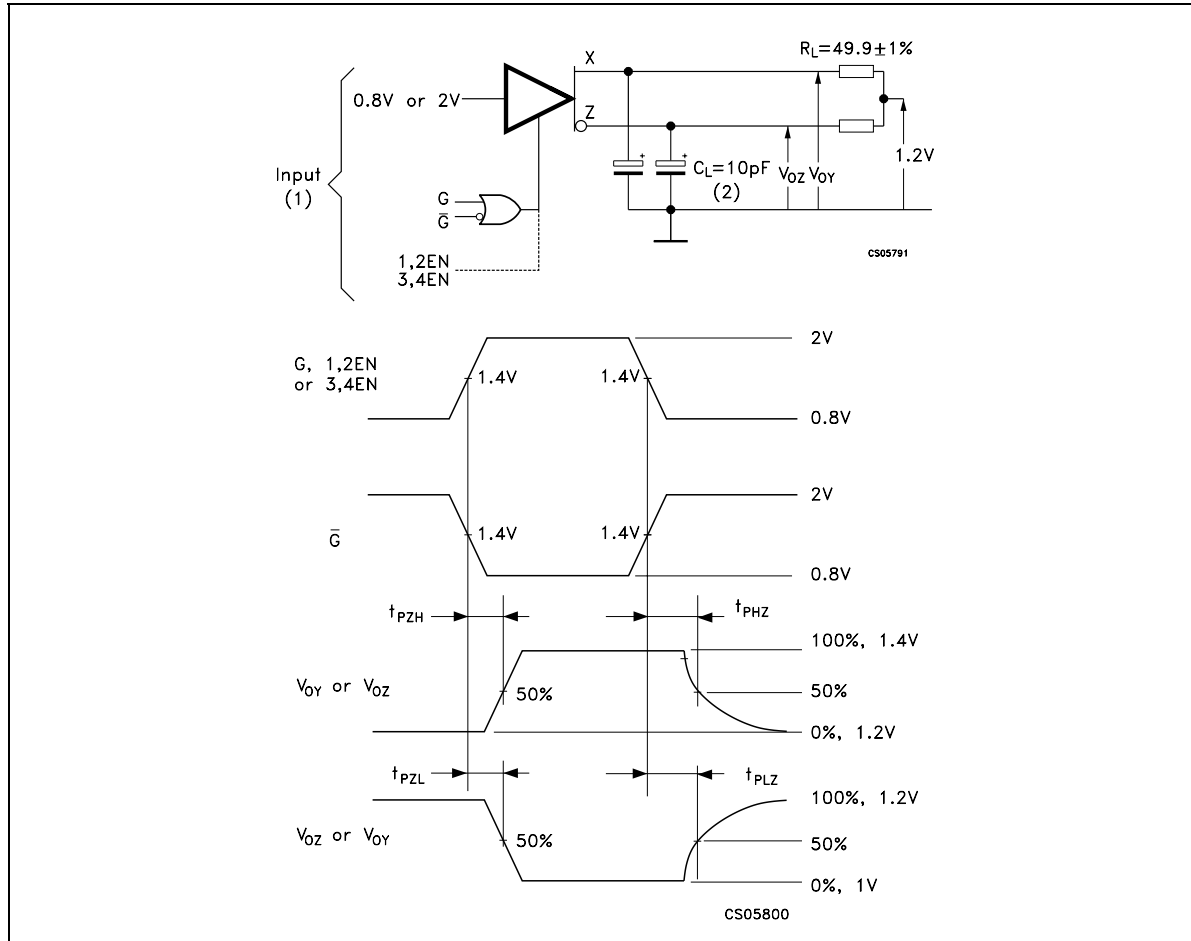 X
R_L=49.9±1%
0.8V or 2V
Z
1.2V
Input
(1)
C_L=10pF
(2)
V_OZ V_OY
G
G̅
1,2EN
3,4EN
CS05791
G, 1,2EN
or 3,4EN
2V
1.4V
1.4V
0.8V
2V
G̅
1.4V
1.4V
0.8V
t_PZH
t_PHZ
100%, 1.4V
V_OY or V_OZ
50%
50%
0%, 1.2V
t_PZL
t_PLZ
100%, 1.2V
V_OZ or V_OY
50%
50%
0%, 1V
CS05800